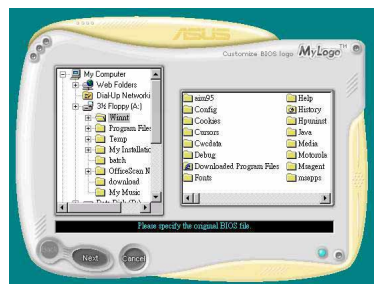 ASUS
Customize BIOS logo MyLogo TM
My Computer
Web Folders
Dial-Up Networki
3½ Floppy (A:)
Winnt
Program Files
Temp
My Installatic
batch
OfficeScan N
download
My Music
aim95
Config
Cookies
Cursors
Cwcdata
Debug
Downloaded Program Files
Fonts
Help
History
Hpuninst
Java
Media
Motorola
Msagent
msapps
Please specify the original BIOS file.
Next
Cancel